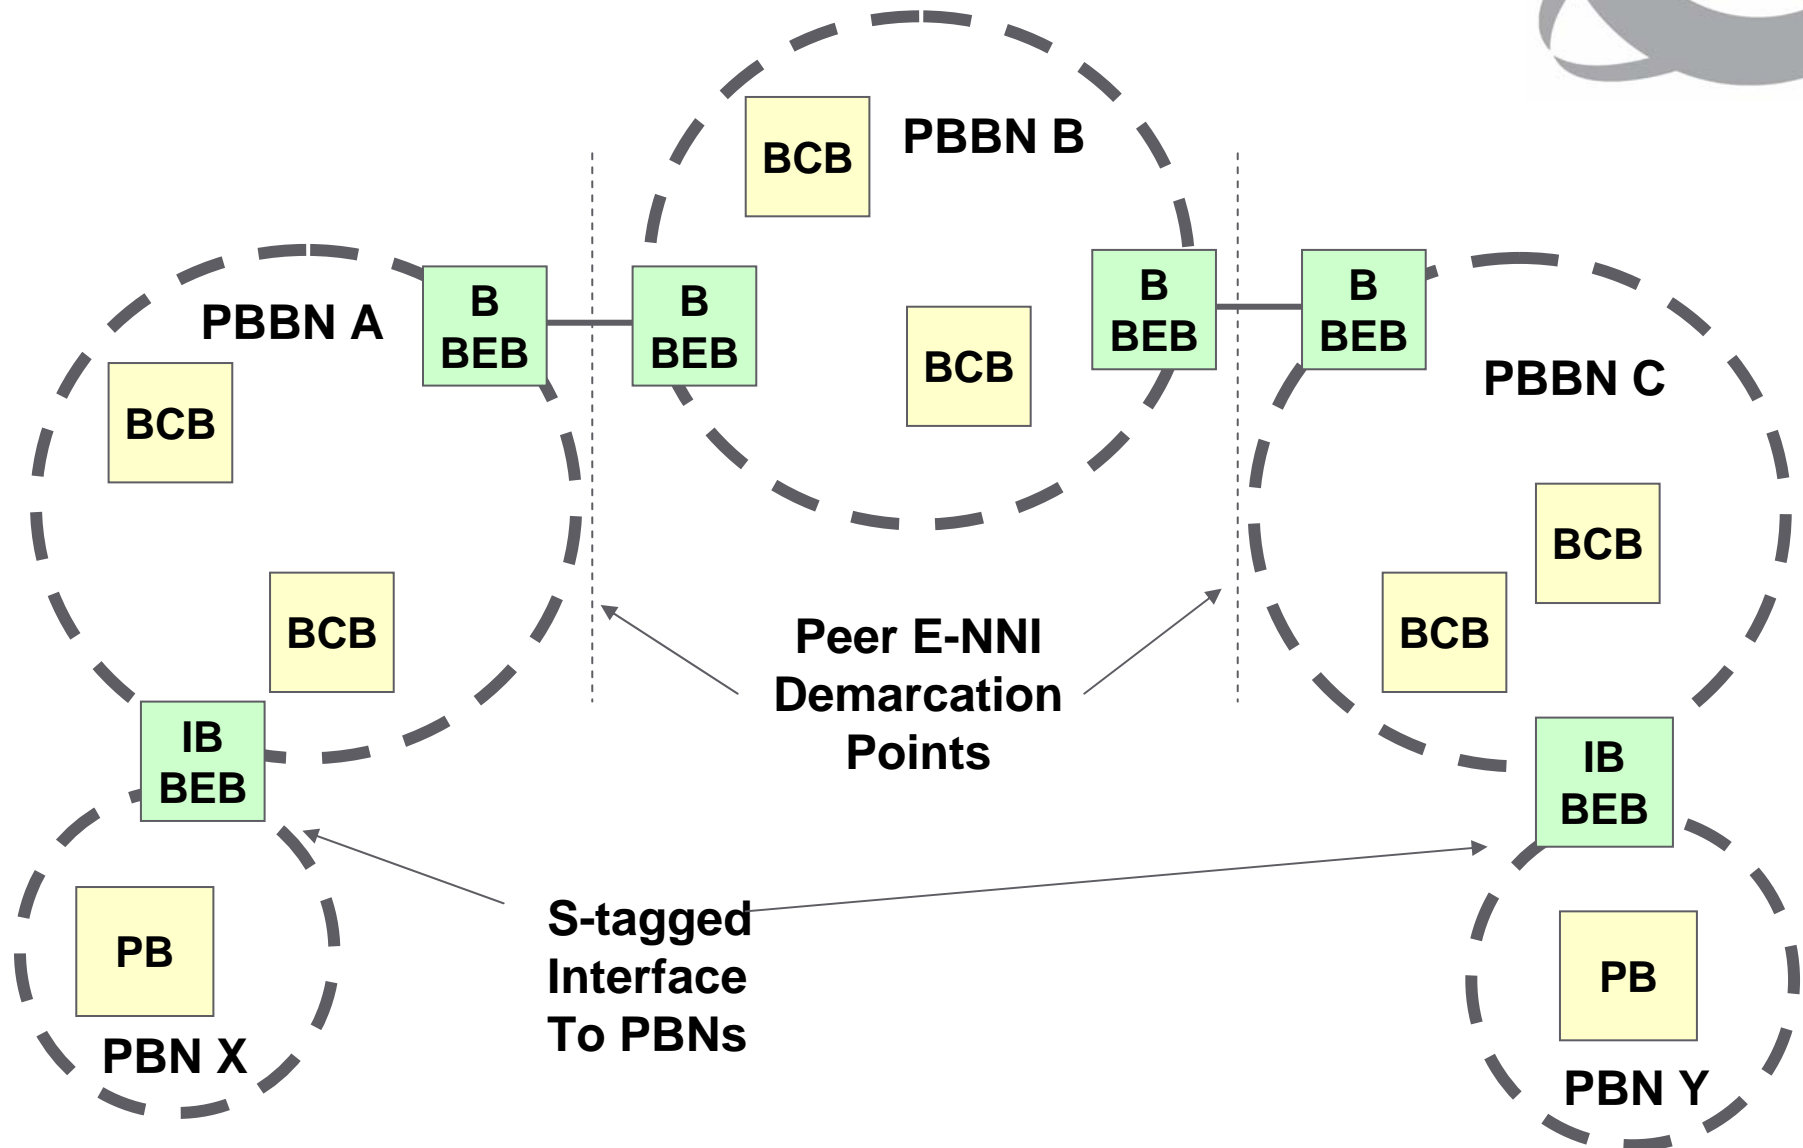 PBBN B
BCB
BCB
B
BEB
B
BEB
PBBN A
B
BEB
B
BEB
BCB
BCB
IB
BEB
PBBN C
BCB
BCB
IB
BEB
Peer E-NNI
Demarcation
Points
S-tagged
Interface
To PBNs
PB
PBN X
PB
PBN Y